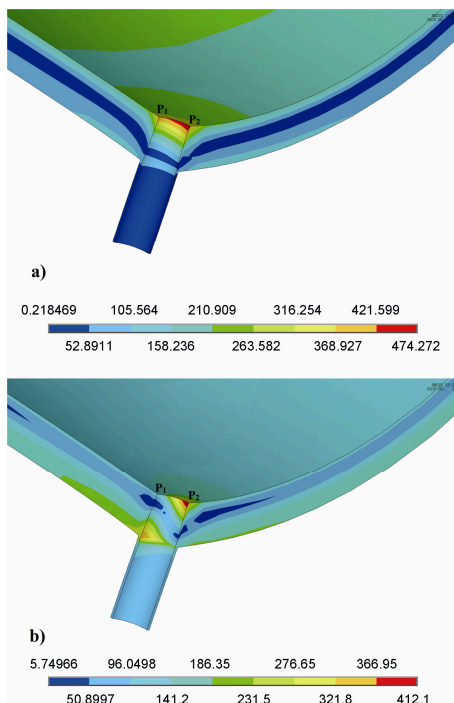 P₁ P₂
a)
0.218469 105.564 210.909 316.254 421.599
52.8911 158.236 263.582 368.927 474.272
P₁ P₂
b)
5.74966 96.0498 186.35 276.65 366.95
50.8997 141.2 231.5 321.8 412.1